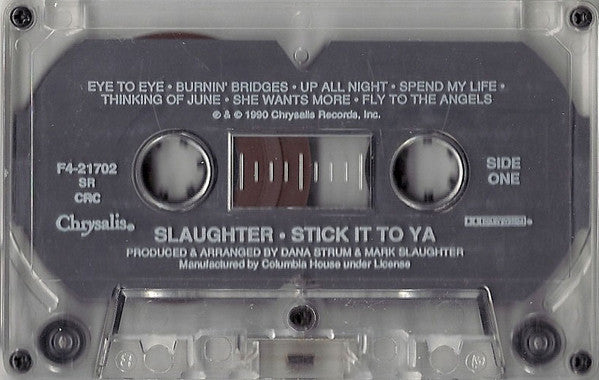 EYE TO EYE • BURNIN' BRIDGES • UP ALL NIGHT • SPEND MY LIFE •
THINKING OF JUNE • SHE WANTS MORE • FLY TO THE ANGELS
℗ & © 1990 Chrysalis Records, Inc.
F4-21702
SR
CRC
SIDE
ONE
Chrysalis®
SLAUGHTER • STICK IT TO YA
PRODUCED & ARRANGED BY DANA STRUM & MARK SLAUGHTER
Manufactured by Columbia House under License